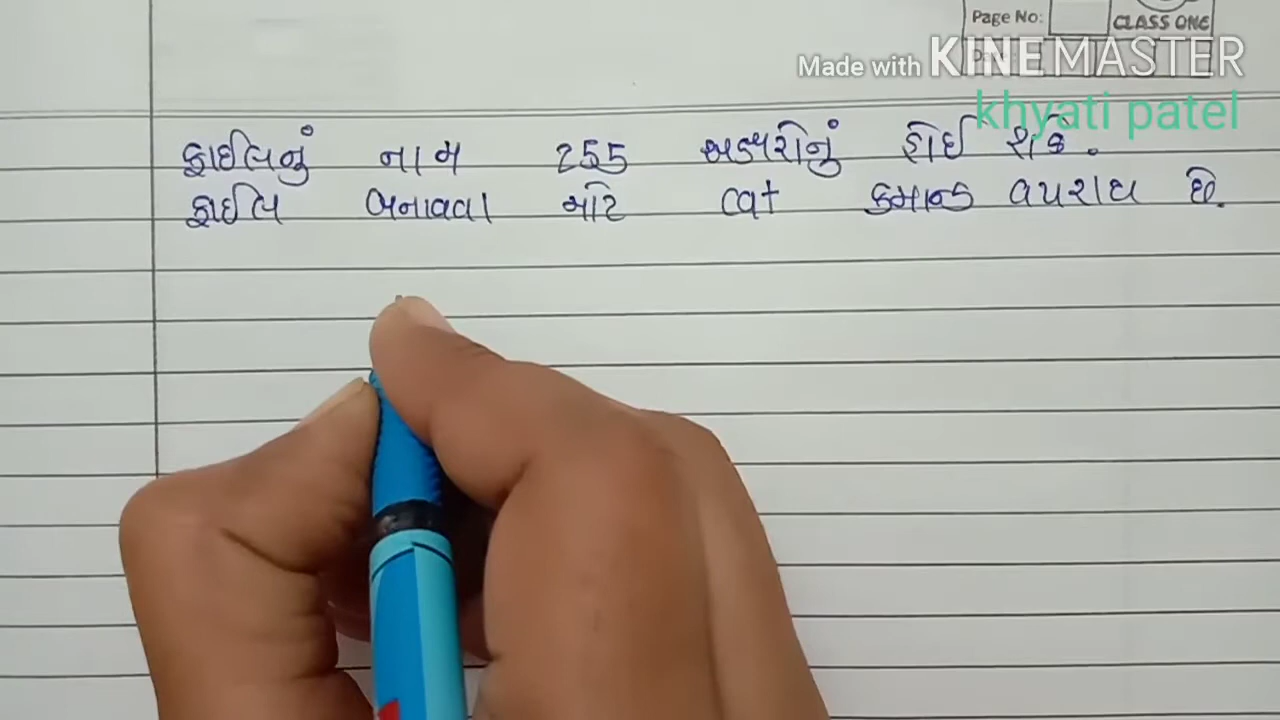 Page No:
CLASS ONE
Made with KINEMASTER
khyati patel
ફાઈલનું નામ 255 અક્ષરોનું હોઈ શકે.
ફાઈલ બનાવવા માટે cat કમાન્ડ વપરાય છે.